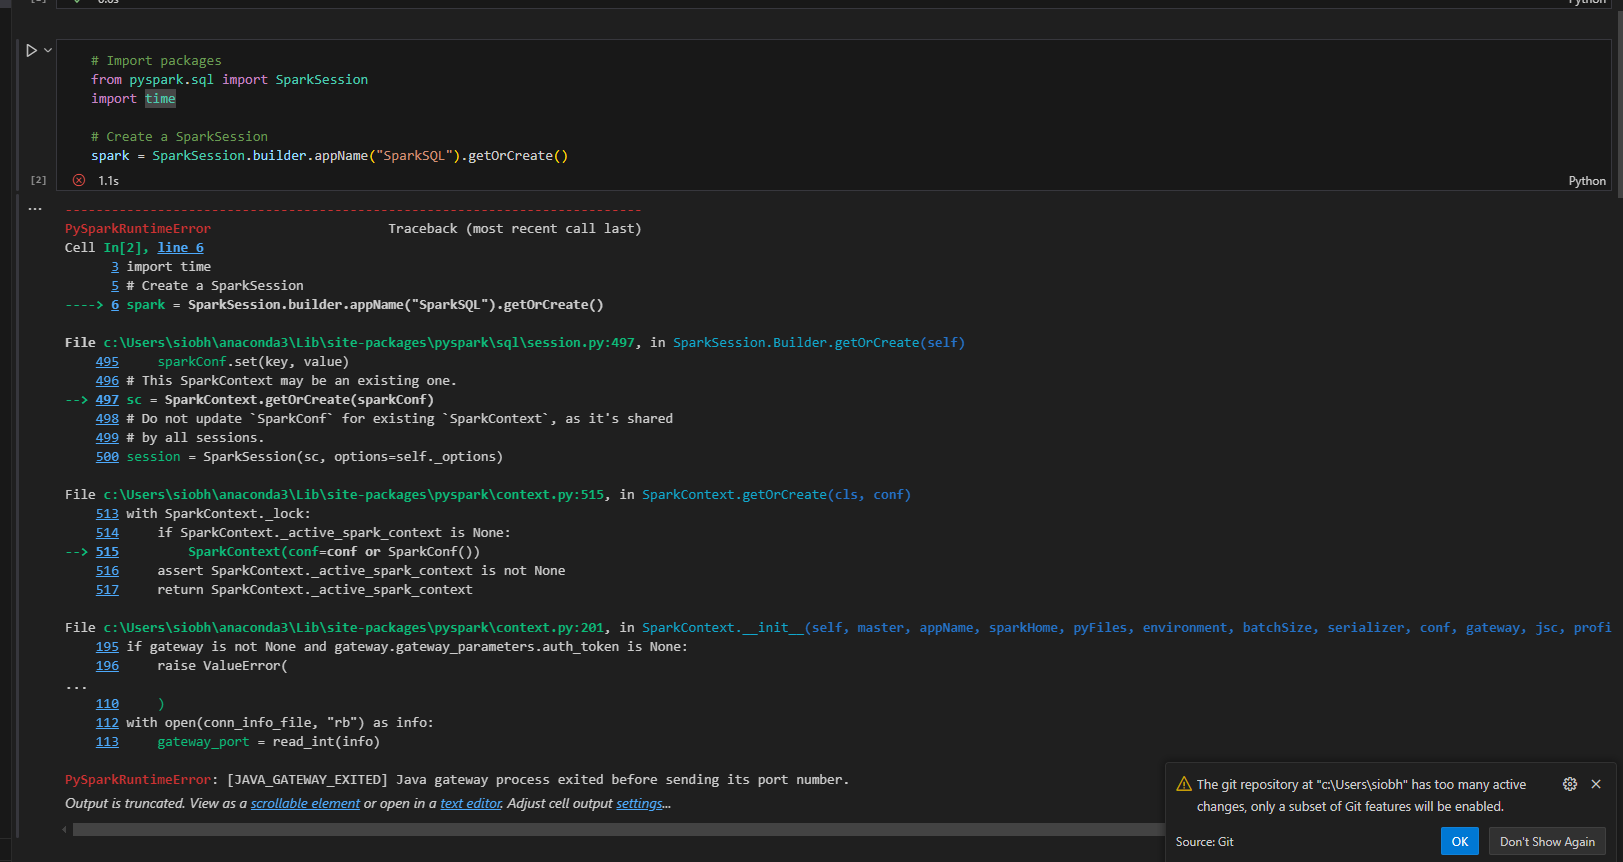 [2]
0.0s
Python
# Import packages
from pyspark.sql import SparkSession
import time
# Create a SparkSession
spark = SparkSession.builder.appName("SparkSQL").getOrCreate()
[2]
1.1s
Python
...
---------------------------------------------------------------------------
PySparkRuntimeError                       Traceback (most recent call last)
Cell In[2], line 6
      3 import time
      5 # Create a SparkSession
----> 6 spark = SparkSession.builder.appName("SparkSQL").getOrCreate()
File c:\Users\siobh\anaconda3\Lib\site-packages\pyspark\sql\session.py:497, in SparkSession.Builder.getOrCreate(self)
    495     sparkConf.set(key, value)
    496 # This SparkContext may be an existing one.
--> 497 sc = SparkContext.getOrCreate(sparkConf)
    498 # Do not update `SparkConf` for existing `SparkContext`, as it's shared
    499 # by all sessions.
    500 session = SparkSession(sc, options=self._options)
File c:\Users\siobh\anaconda3\Lib\site-packages\pyspark\context.py:515, in SparkContext.getOrCreate(cls, conf)
    513 with SparkContext._lock:
    514     if SparkContext._active_spark_context is None:
--> 515         SparkContext(conf=conf or SparkConf())
    516     assert SparkContext._active_spark_context is not None
    517     return SparkContext._active_spark_context
File c:\Users\siobh\anaconda3\Lib\site-packages\pyspark\context.py:201, in SparkContext.__init__(self, master, appName, sparkHome, pyFiles, environment, batchSize, serializer, conf, gateway, jsc, profi
    195 if gateway is not None and gateway.gateway_parameters.auth_token is None:
    196     raise ValueError(
...
    110     )
    112 with open(conn_info_file, "rb") as info:
    113     gateway_port = read_int(info)
PySparkRuntimeError: [JAVA_GATEWAY_EXITED] Java gateway process exited before sending its port number.
Output is truncated. View as a scrollable element or open in a text editor. Adjust cell output settings...
The git repository at "c:\Users\siobh" has too many active
changes, only a subset of Git features will be enabled.
Source: Git
OK
Don't Show Again